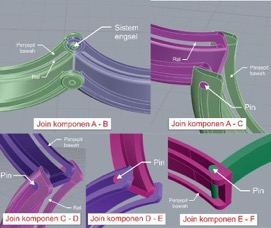 Sistem
engsel
Penjepit
bawah
Rel
Join komponen A - B
Penjepit
bawah
Rel
Pin
Join komponen A - C
Penjepit
bawah
Pin
Rel
Join komponen C - D
Pin
Join komponen D - E
Penjepit
bawah
Rel
Pin
Join komponen E - F